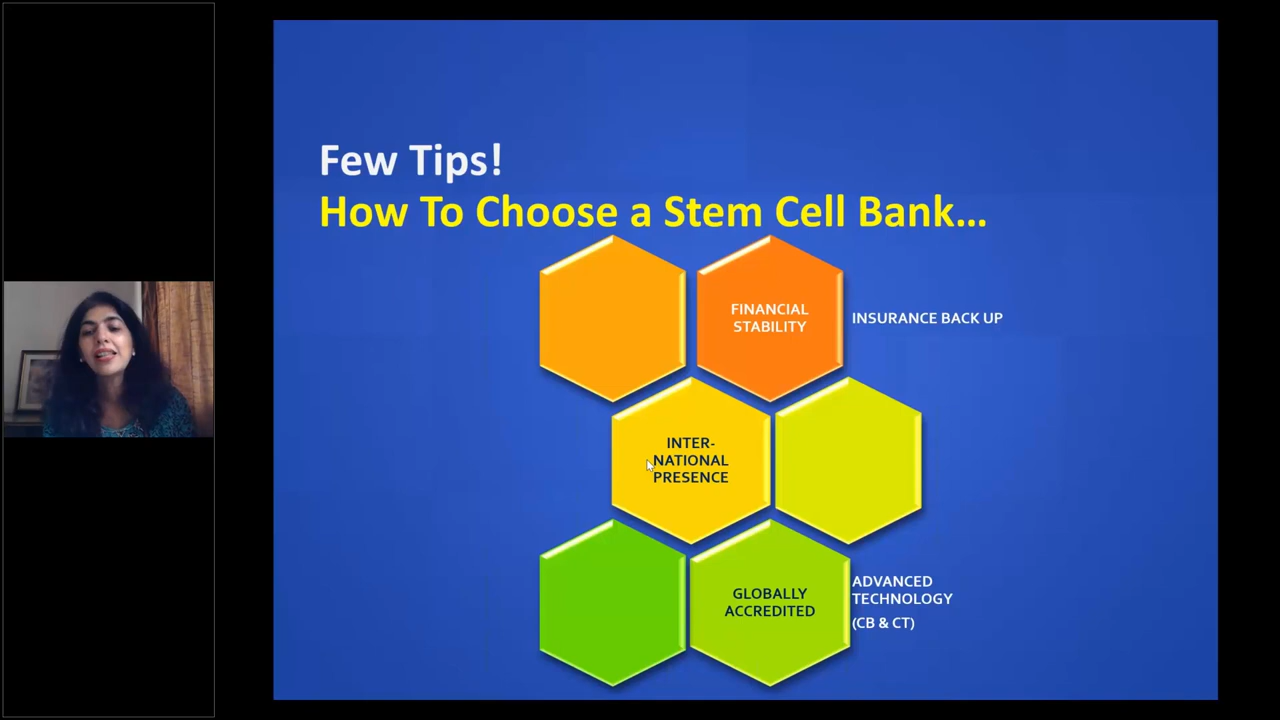 Few Tips!
How To Choose a Stem Cell Bank...
FINANCIAL
STABILITY
INSURANCE BACK UP
INTER-
NATIONAL
PRESENCE
GLOBALLY
ACCREDITED
ADVANCED
TECHNOLOGY
(CB & CT)